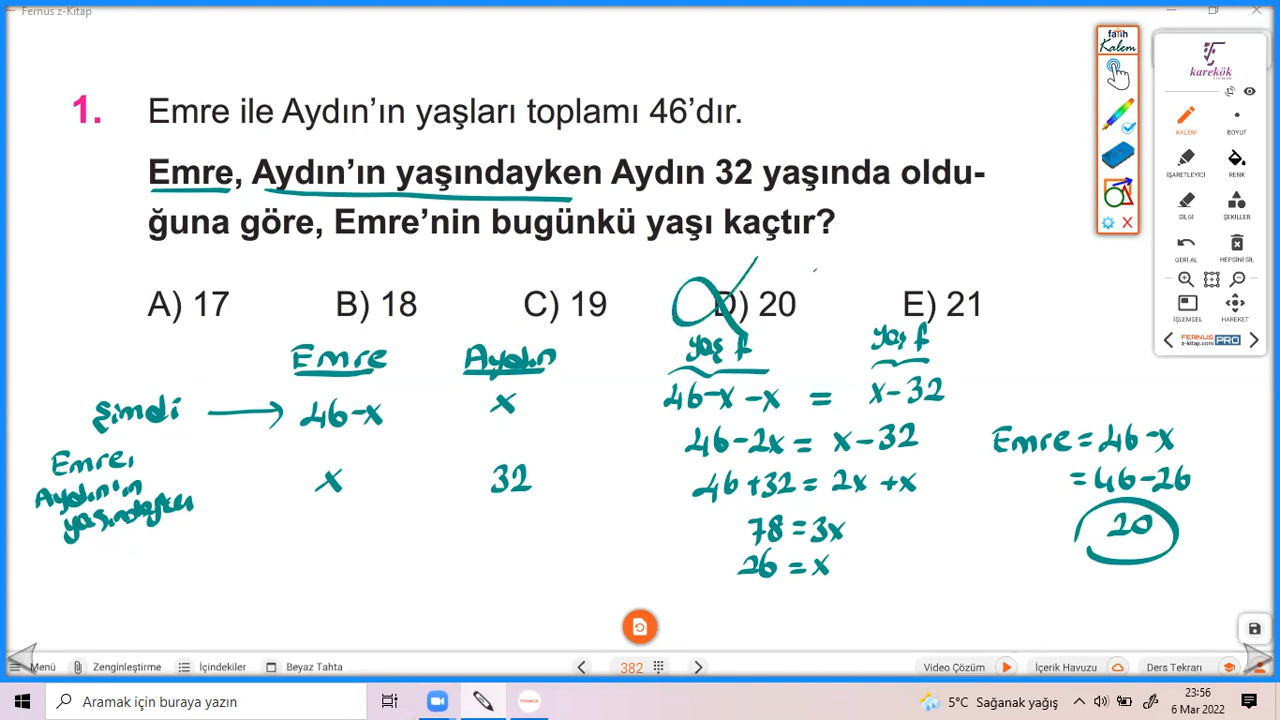 Fernus z-Kitap
1. Emre ile Aydın'ın yaşları toplamı 46'dır.
Emre, Aydın'ın yaşındayken Aydın 32 yaşında oldu-
ğuna göre, Emre'nin bugünkü yaşı kaçtır?
A) 17 B) 18 C) 19 D) 20 E) 21
Emre Aydın yaş f yaş f
Şimdi → 46-x x 46-x-x = x-32
Emre, Aydın'ın yaşındayken x 32
46-2x = x-32
46+32 = 2x+x
78 = 3x
26 = x
Emre = 46-x
= 46-26
20
fatih
Kalem
karekök
KALEM BOYUT
İŞARETLEYİCİ RENK
SİLGİ ŞEKİLLER
GERİ AL HEPSİNİ SİL
İŞLEMSEL HAREKET
FERNUS
z-kitap.com PRO
Menü Zenginleştirme İçindekiler Beyaz Tahta 382 Video Çözüm İçerik Havuzu Ders Tekrarı
Aramak için buraya yazın 5°C Sağanak yağış 23:56
6 Mar 2022